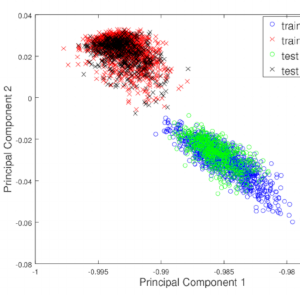 0.04
0.02
0
-0.02
-0.04
-0.06
-0.08
-1
-0.995
-0.99
-0.985
-0.98
Principal Component 1
Principal Component 2
train
train
test
test